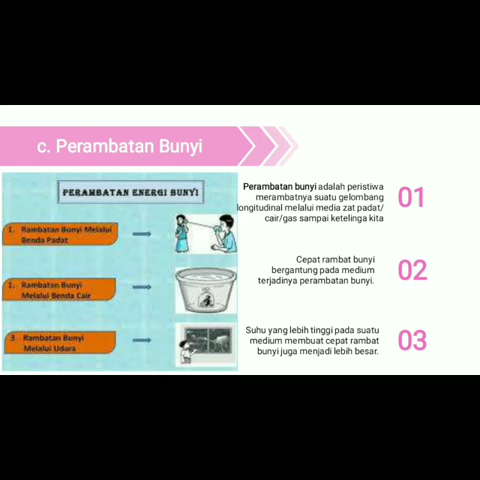 c. Perambatan Bunyi
PERAMBATAN ENERGI BUNYI
1. Rambatan Bunyi Melalui
Benda Padat
1. Rambatan Bunyi
Melalui Benda Cair
3. Rambatan Bunyi
Melalui Udara
Perambatan bunyi adalah peristiwa
merambatnya suatu gelombang
longitudinal melalui media zat padat/
cair/gas sampai ketelinga kita
01
Cepat rambat bunyi
bergantung pada medium
terjadinya perambatan bunyi.
02
Suhu yang lebih tinggi pada suatu
medium membuat cepat rambat
bunyi juga menjadi lebih besar.
03